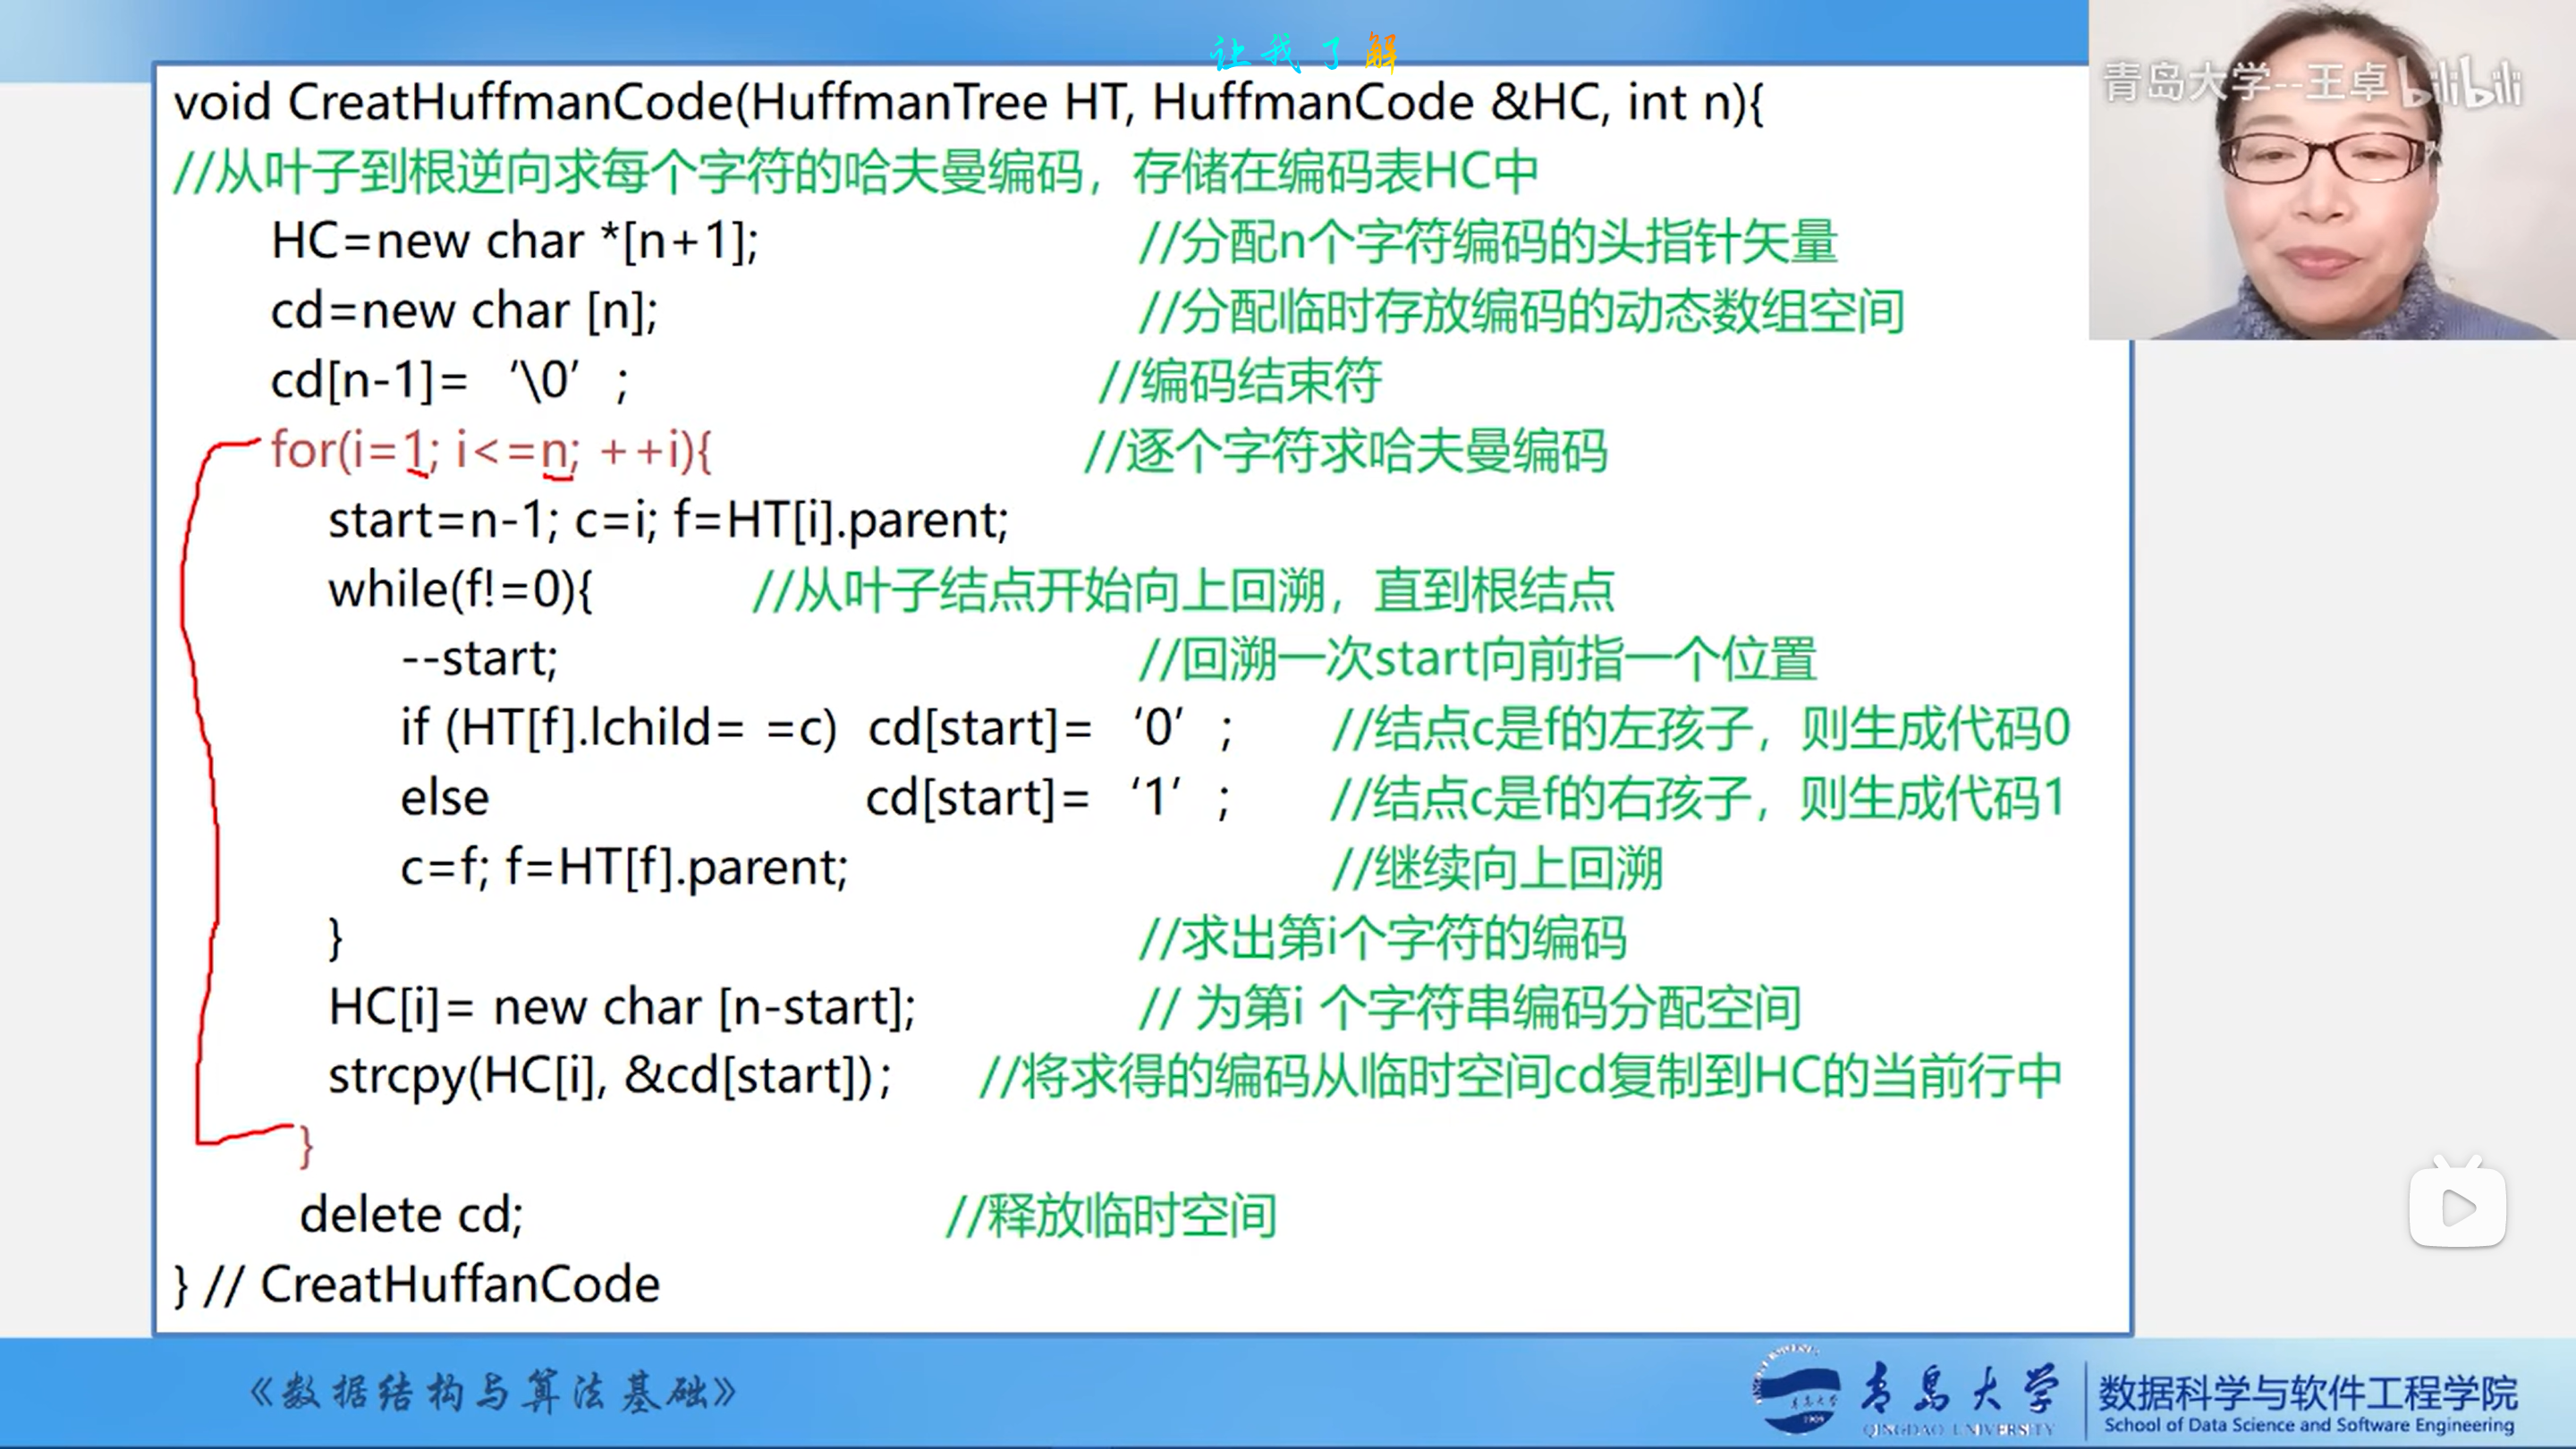 让我了解
青岛大学--王卓 bilibili
void CreatHuffmanCode(HuffmanTree HT, HuffmanCode &HC, int n){
//从叶子到根逆向求每个字符的哈夫曼编码，存储在编码表HC中
HC=new char *[n+1]; //分配n个字符编码的头指针矢量
cd=new char [n]; //分配临时存放编码的动态数组空间
cd[n-1]= ‘\0’ ; //编码结束符
for(i=1; i<=n; ++i){ //逐个字符求哈夫曼编码
start=n-1; c=i; f=HT[i].parent;
while(f!=0){ //从叶子结点开始向上回溯，直到根结点
--start; //回溯一次start向前指一个位置
if (HT[f].lchild= =c) cd[start]= ‘0’ ; //结点c是f的左孩子，则生成代码0
else cd[start]= ‘1’ ; //结点c是f的右孩子，则生成代码1
c=f; f=HT[f].parent; //继续向上回溯
} //求出第i个字符的编码
HC[i]= new char [n-start]; // 为第i 个字符串编码分配空间
strcpy(HC[i], &cd[start]); //将求得的编码从临时空间cd复制到HC的当前行中
}
delete cd; //释放临时空间
} // CreatHuffanCode
《数据结构与算法基础》
青岛大学
QINGDAO UNIVERSITY
数据科学与软件工程学院
School of Data Science and Software Engineering